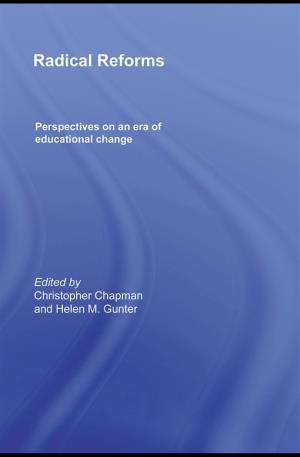 Radical Reforms
Perspectives on an era of
educational change
Edited by
Christopher Chapman
and Helen M. Gunter